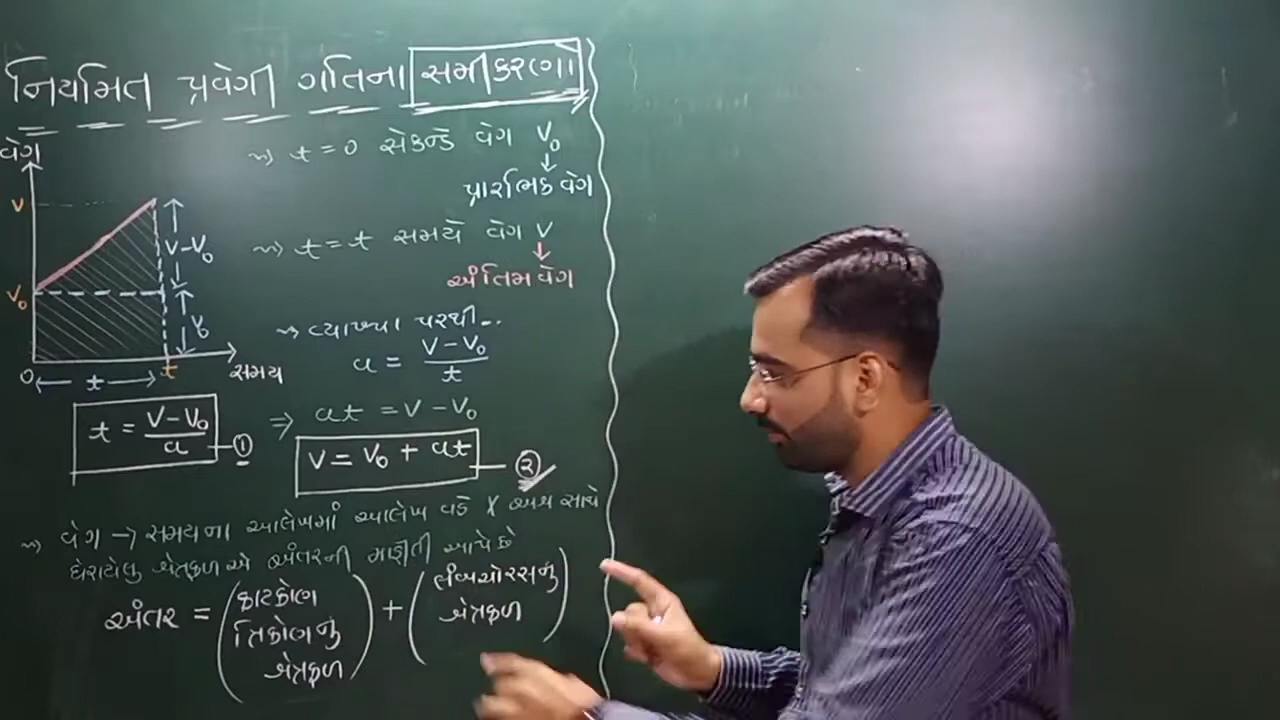 નિયમિત પ્રવેગી ગતિના સમીકરણો
વેગ
V
V₀
V-V₀
V₀
0
t
t
સમય
t = 0 સેકન્ડે વેગ V₀
↓
પ્રારંભિક વેગ
t = t સમયે વેગ V
↓
અંતિમ વેગ
વ્યાખ્યા પરથી...
a = (V - V₀) / t
t = (V - V₀) / a — ①
⇒ at = V - V₀
V = V₀ + at — ②
વેગ → સમયના આલેખમાં આલેખ વડે X અક્ષ સાથે
ઘેરાયેલુ ક્ષેત્રફળ એ અંતરની માહીતી આપે છે
અંતર = (કાટકોણ ત્રિકોણનું ક્ષેત્રફળ) + (લંબચોરસનું ક્ષેત્રફળ)